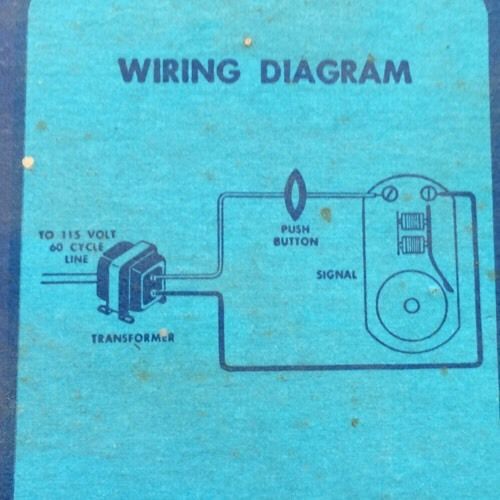 WIRING DIAGRAM
TO 115 VOLT
60 CYCLE
LINE
TRANSFORMER
PUSH
BUTTON
SIGNAL